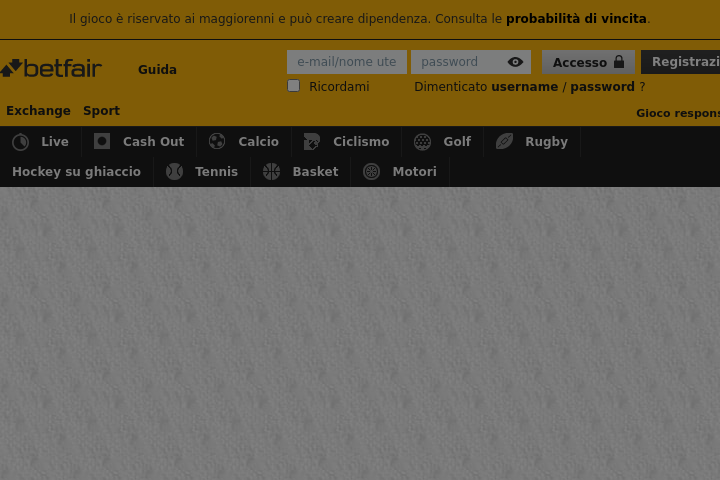 Il gioco è riservato ai maggiorenni e può creare dipendenza. Consulta le probabilità di vincita.
betfair
Guida
e-mail/nome ute
password
Accesso
Registrazi
Ricordami
Dimenticato username / password ?
Exchange Sport
Gioco respons
Live Cash Out Calcio Ciclismo Golf Rugby
Hockey su ghiaccio Tennis Basket Motori